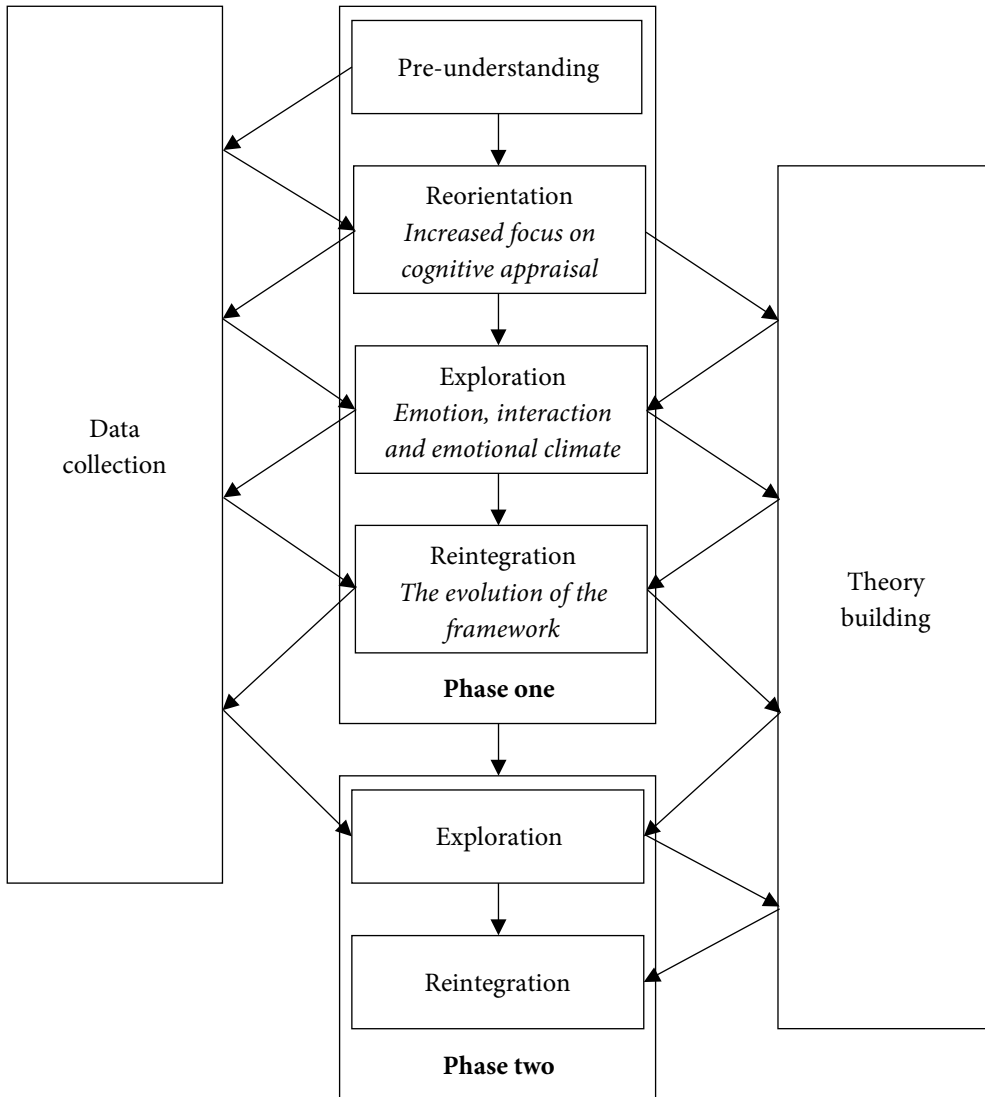 Pre-understanding
Reorientation
Increased focus on
cognitive appraisal
Exploration
Emotion, interaction
and emotional climate
Data
collection
Reintegration
The evolution of the
framework
Theory
building
Phase one
Exploration
Reintegration
Phase two